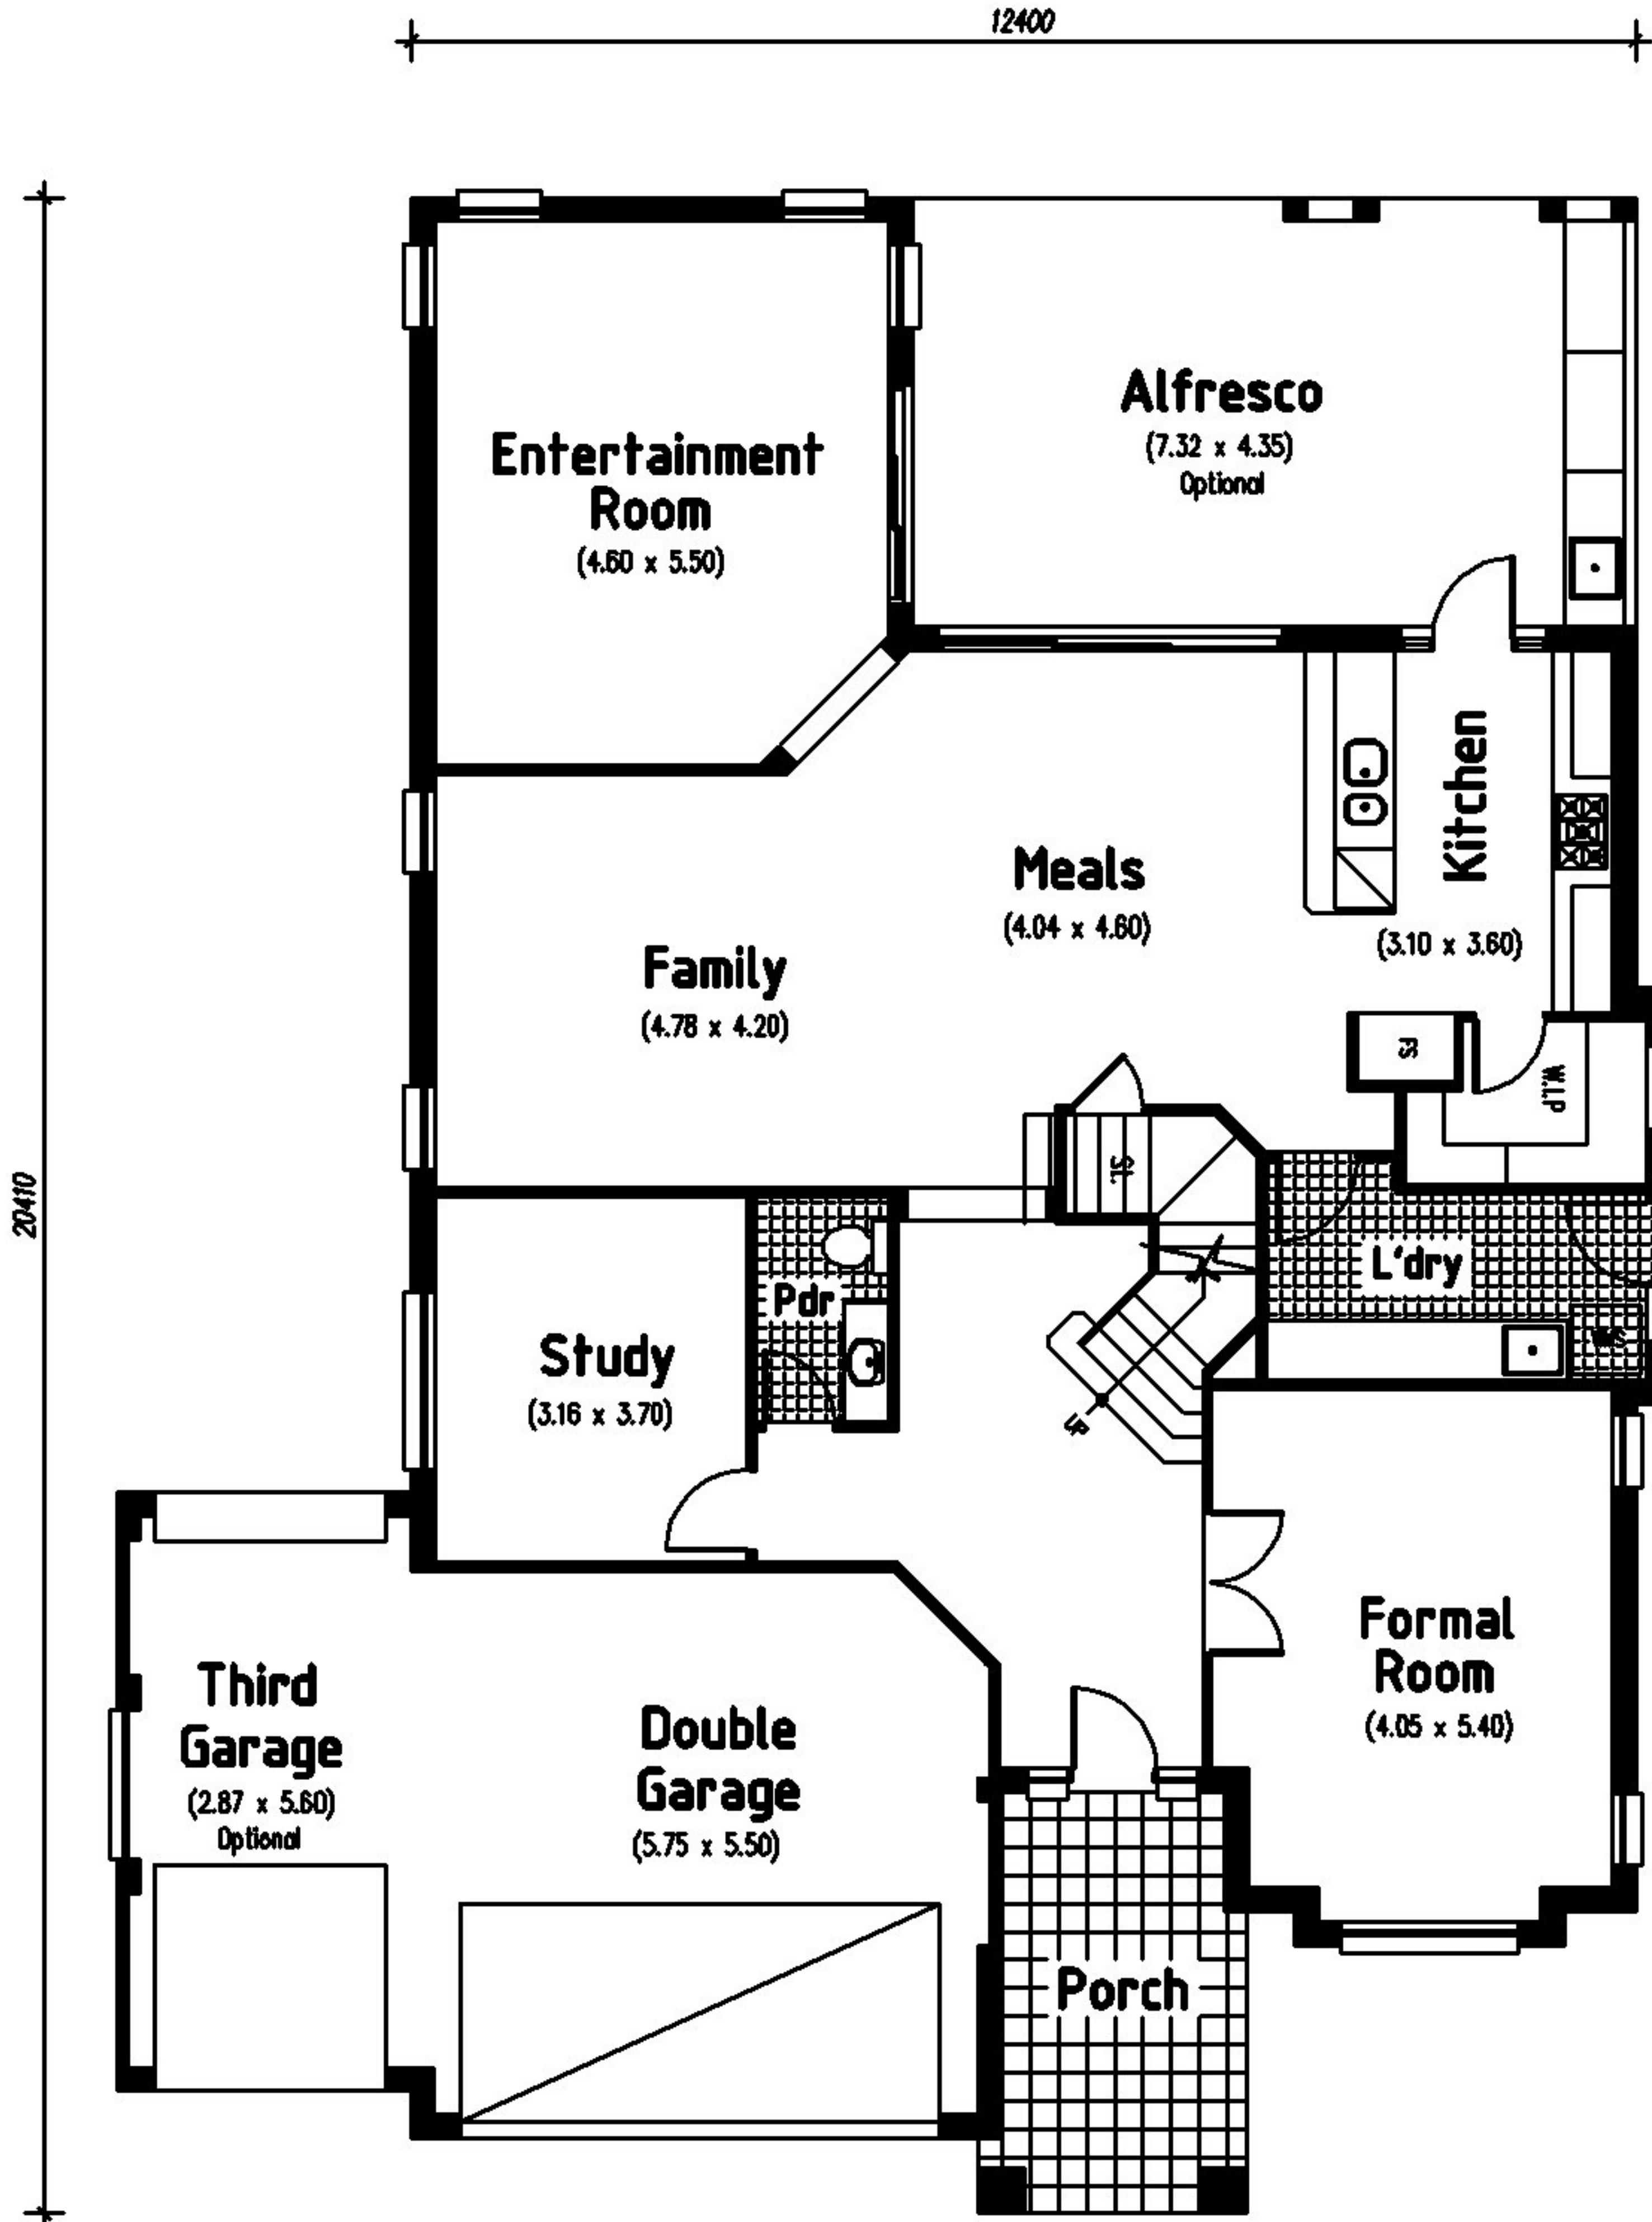 12400
20410
Alfresco
(7.32 x 4.35)
Optional
Entertainment
Room
(4.60 x 5.50)
Kitchen
(3.10 x 3.60)
Meals
(4.04 x 4.60)
Family
(4.78 x 4.20)
FS
W.I.P
St.
L'dry
Pdr
Study
(3.16 x 3.70)
UP
Formal
Room
(4.05 x 5.40)
Third
Garage
(2.87 x 5.60)
Optional
Double
Garage
(5.75 x 5.50)
Porch